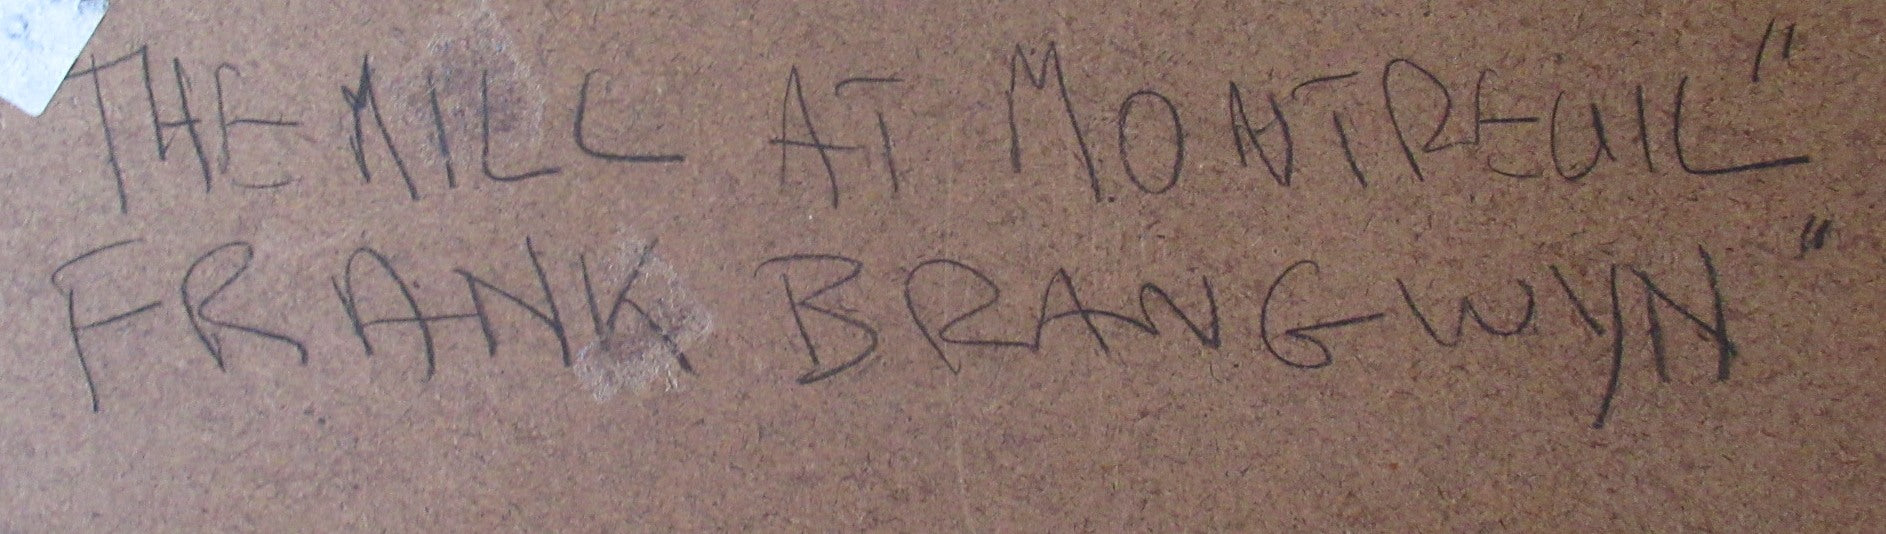 THE MILL AT MONTREUIL"
FRANK BRANGWYN"